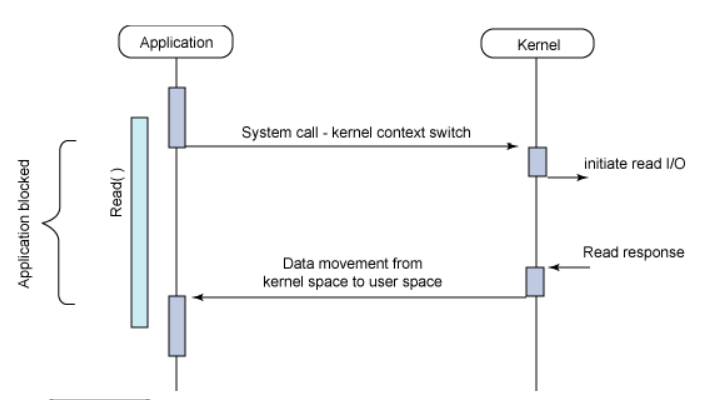 Application
Kernel
System call - kernel context switch
initiate read I/O
Application blocked
Read( )
Read response
Data movement from
kernel space to user space